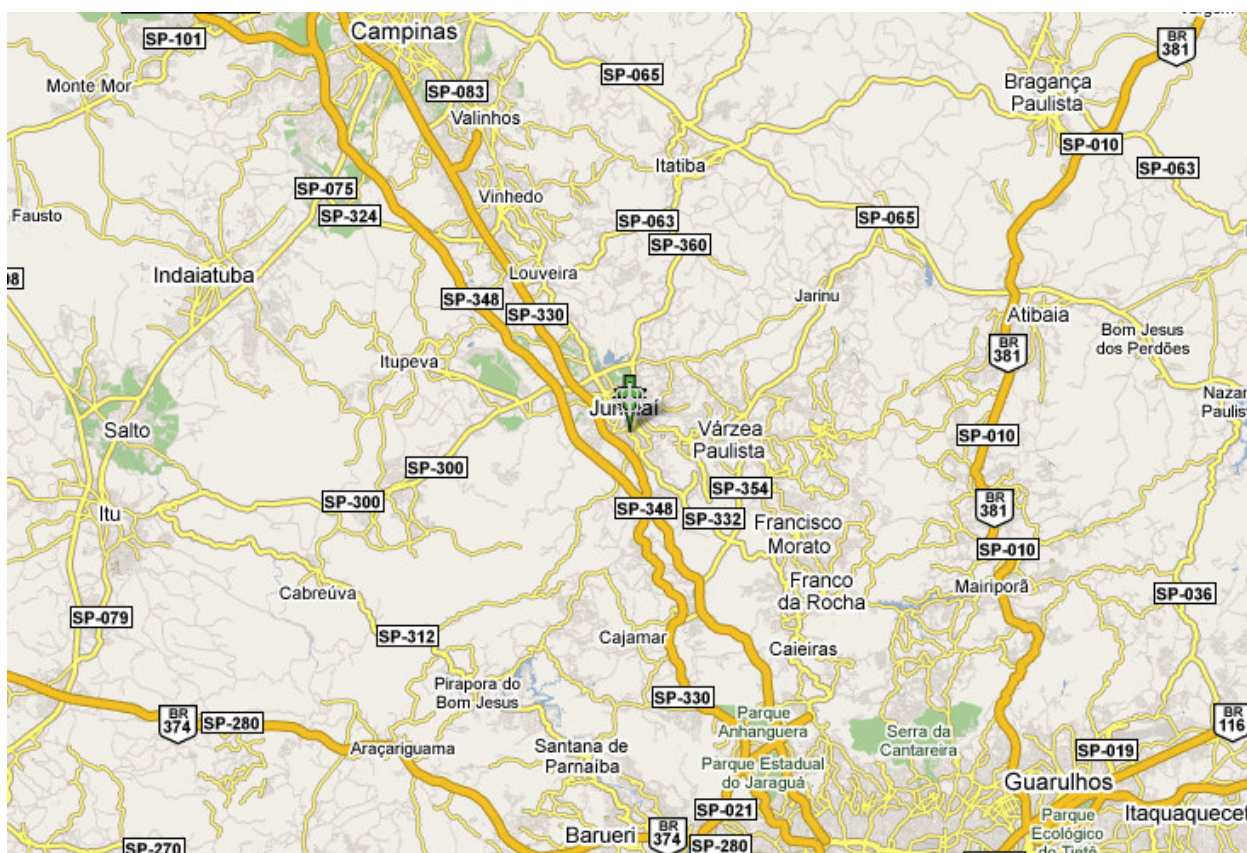 Campinas
SP-101
BR
381
SP-065
Monte Mor
SP-083
Bragança
Paulista
Valinhos
SP-010
Itatiba
SP-063
SP-075
Vinhedo
Fausto
SP-324
SP-063
SP-065
SP-360
Indaiatuba
Louveira
SP-348
Jarinu
SP-330
Atibaia
Bom Jesus
dos Perdões
BR
381
Itupeva
Nazar
Paulist
Salto
Várzea
Paulista
SP-010
SP-300
SP-354
SP-300
SP-348
BR
381
Itu
SP-332
Francisco
Morato
SP-010
Cabreúva
Franco
da Rocha
Mairiporã
SP-036
SP-079
SP-312
Cajamar
Caieiras
Pirapora do
Bom Jesus
SP-330
BR
374
SP-280
Parque
Anhanguera
BR
116
Araçariguama
Santana de
Parnaíba
Serra da
Cantareira
SP-019
Parque Estadual
do Jaraguá
Guarulhos
SP-021
Itaquaquecet
Barueri
BR
374
SP-280
Parque
Ecológico
do Tietê
SP-270